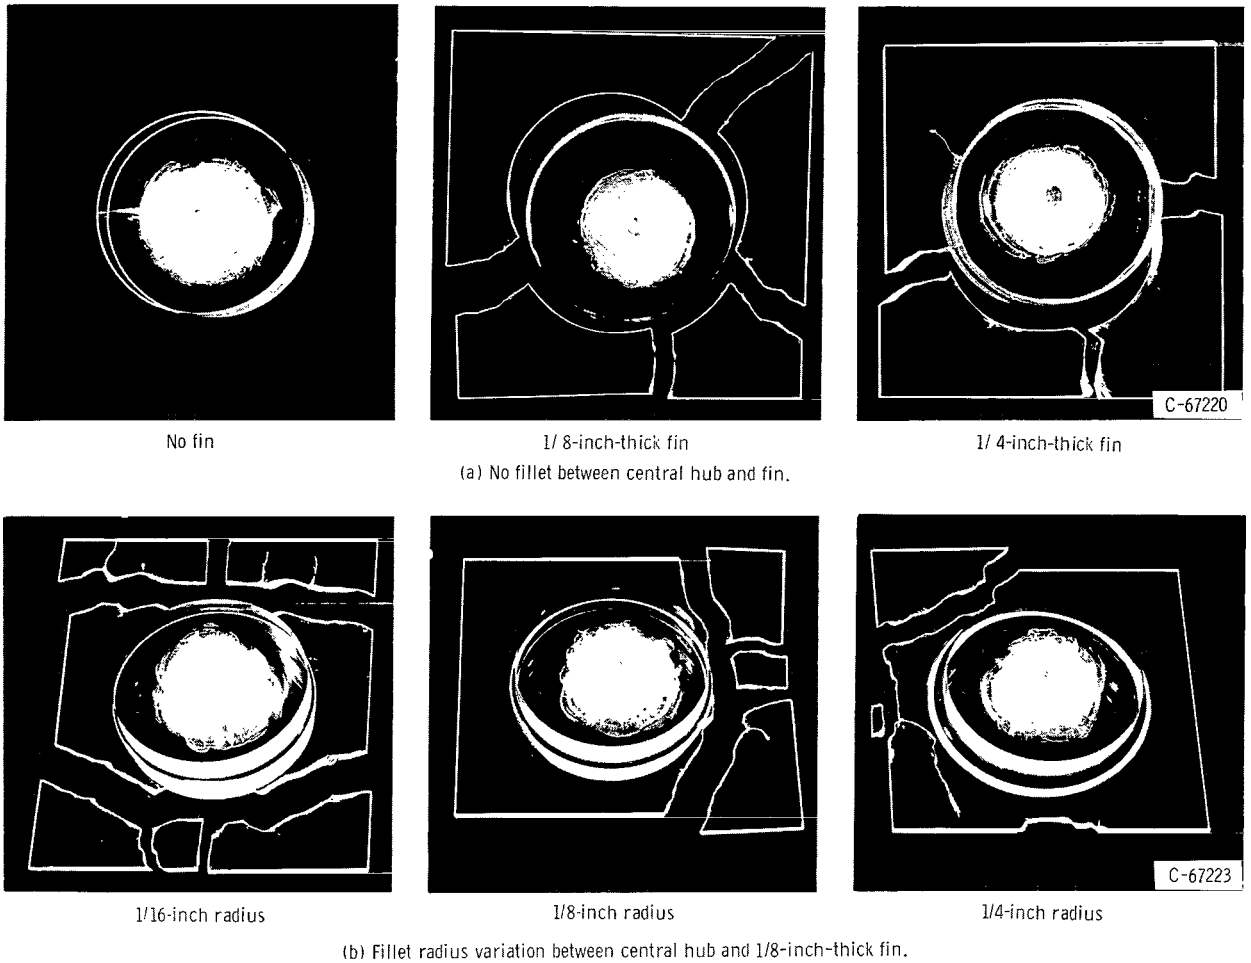 C-67220
No fin
1/8-inch-thick fin
1/4-inch-thick fin
(a) No fillet between central hub and fin.
C-67223
1/16-inch radius
1/8-inch radius
1/4-inch radius
(b) Fillet radius variation between central hub and 1/8-inch-thick fin.